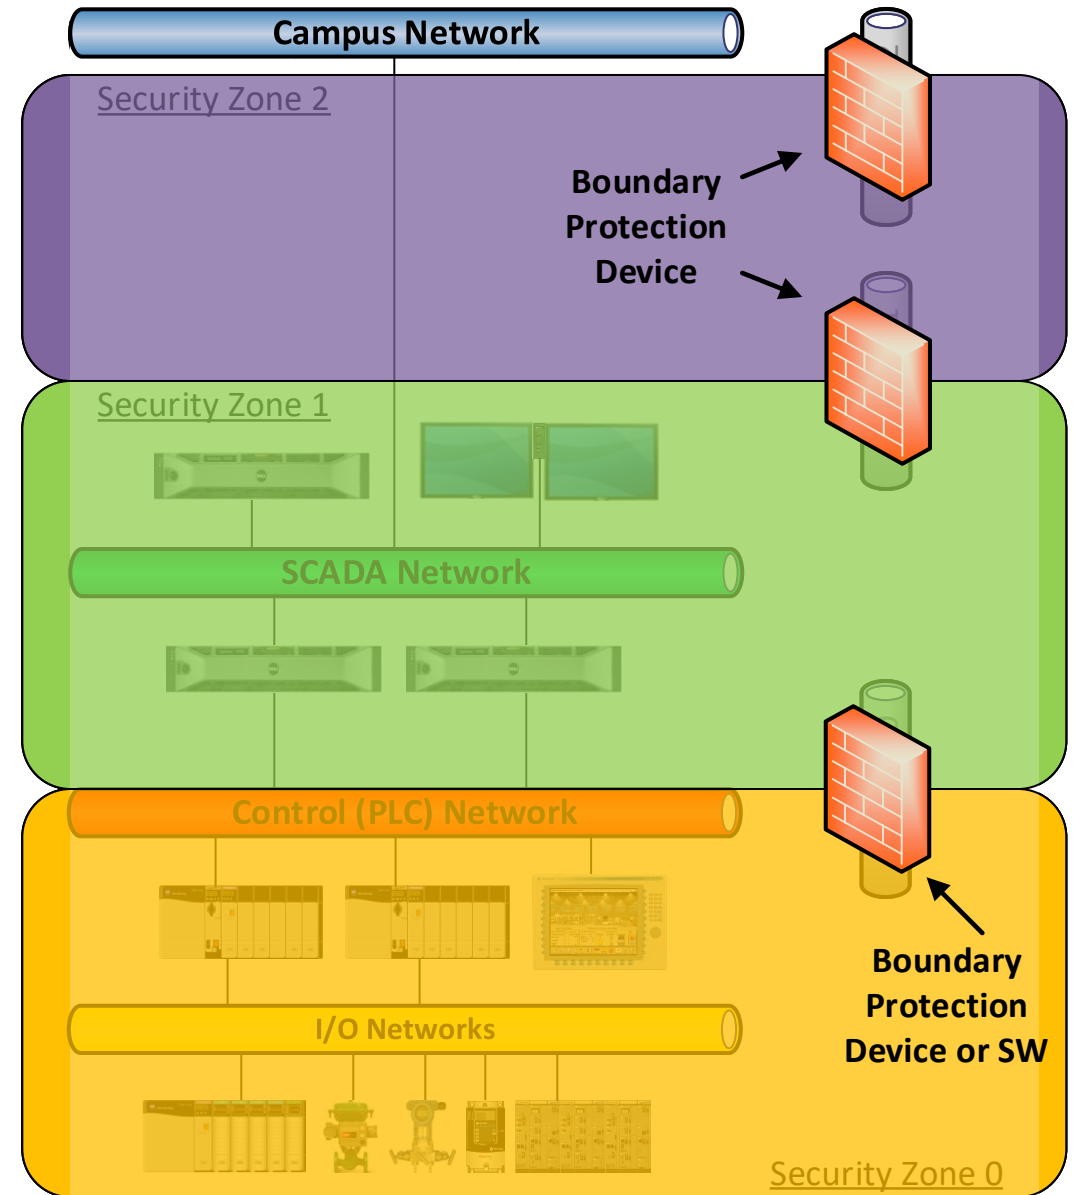 Campus Network
Security Zone 2
Boundary
Protection
Device
Security Zone 1
SCADA Network
Control (PLC) Network
Boundary
Protection
Device or SW
I/O Networks
Security Zone 0